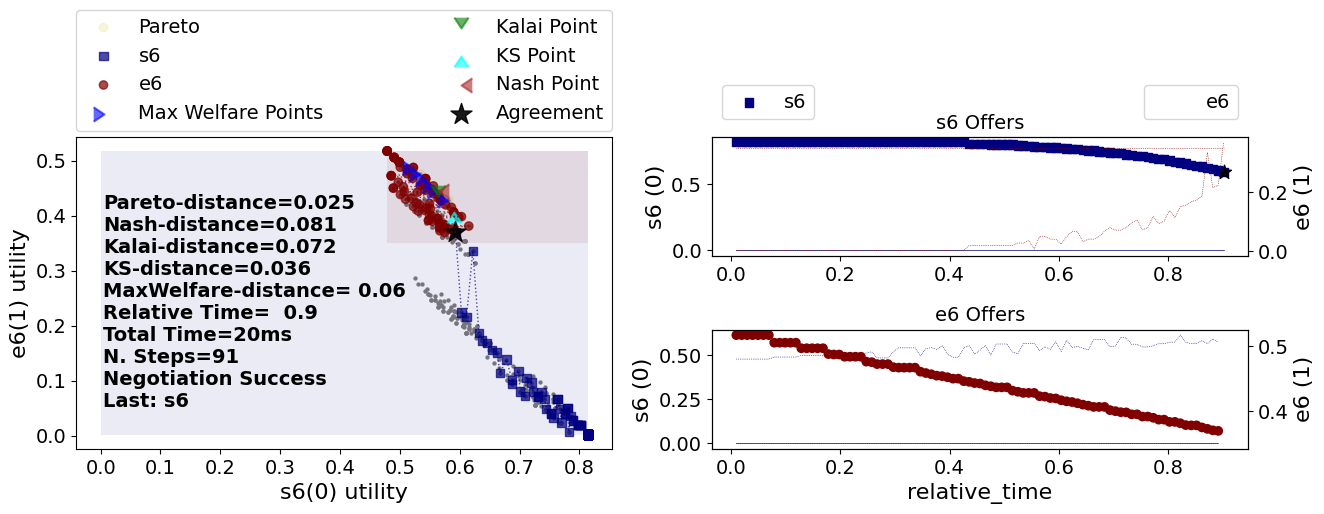 Pareto
s6
e6
Max Welfare Points
Kalai Point
KS Point
Nash Point
Agreement
e6(1) utility
0.5
0.4
0.3
0.2
0.1
0.0
Pareto-distance=0.025
Nash-distance=0.081
Kalai-distance=0.072
KS-distance=0.036
MaxWelfare-distance= 0.06
Relative Time=  0.9
Total Time=20ms
N. Steps=91
Negotiation Success
Last: s6
0.0 0.1 0.2 0.3 0.4 0.5 0.6 0.7 0.8
s6(0) utility
s6
e6
s6 Offers
s6 (0)
0.5
0.0
0.2
0.0
e6 (1)
0.0 0.2 0.4 0.6 0.8
e6 Offers
s6 (0)
0.50
0.25
0.00
0.5
0.4
e6 (1)
0.0 0.2 0.4 0.6 0.8
relative_time